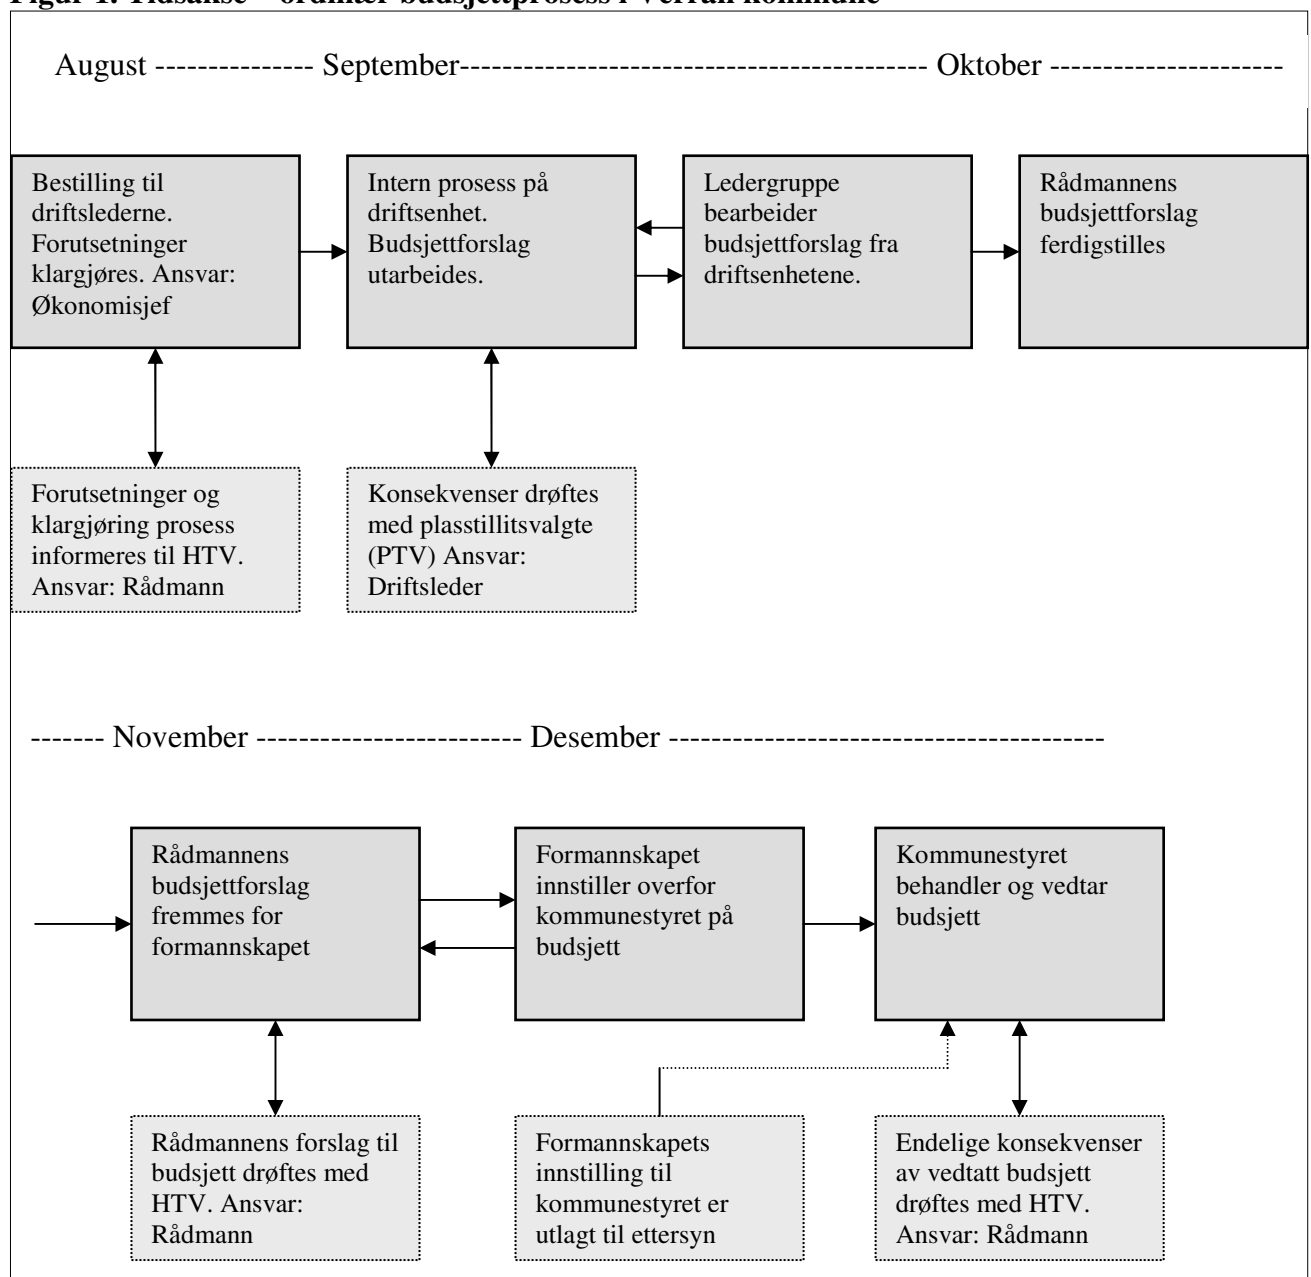 August --------------- September-------------------------------------------- Oktober ----------------------
Bestilling til
driftslederne.
Forutsetninger
klargjøres. Ansvar:
Økonomisjef
Intern prosess på
driftsenhet.
Budsjettforslag
utarbeides.
Ledergruppe
bearbeider
budsjettforslag fra
driftsenhetene.
Rådmannens
budsjettforslag
ferdigstilles
Forutsetninger og
klargjøring prosess
informeres til HTV.
Ansvar: Rådmann
Konsekvenser drøftes
med plasstillitsvalgte
(PTV) Ansvar:
Driftsleder
------- November ------------------------- Desember -----------------------------------------
Rådmannens
budsjettforslag
fremmes for
formannskapet
Formannskapet
innstiller overfor
kommunestyret på
budsjett
Kommunestyret
behandler og vedtar
budsjett
Rådmannens forslag til
budsjett drøftes med
HTV. Ansvar:
Rådmann
Formannskapets
innstilling til
kommunestyret er
utlagt til ettersyn
Endelige konsekvenser
av vedtatt budsjett
drøftes med HTV.
Ansvar: Rådmann